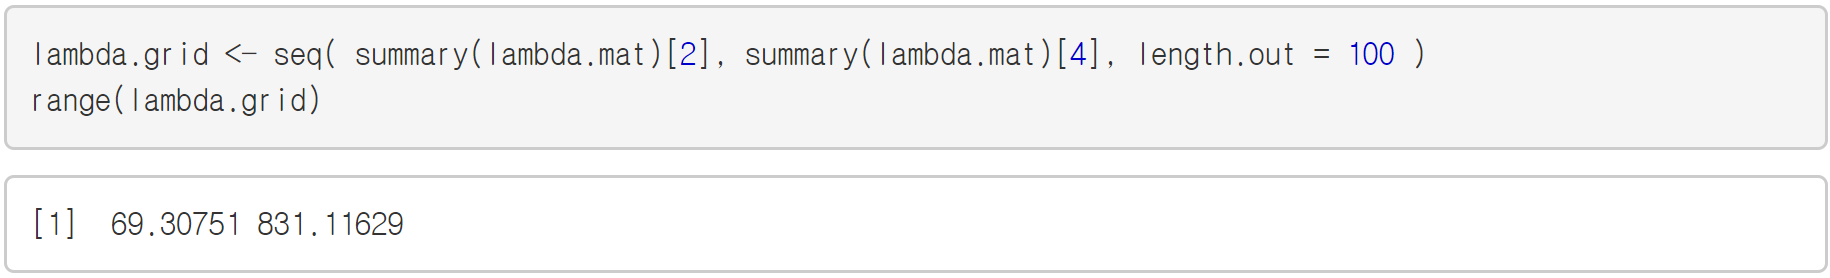 lambda.grid <- seq( summary(lambda.mat)[2], summary(lambda.mat)[4], length.out = 100 )
range(lambda.grid)
[1]  69.30751 831.11629